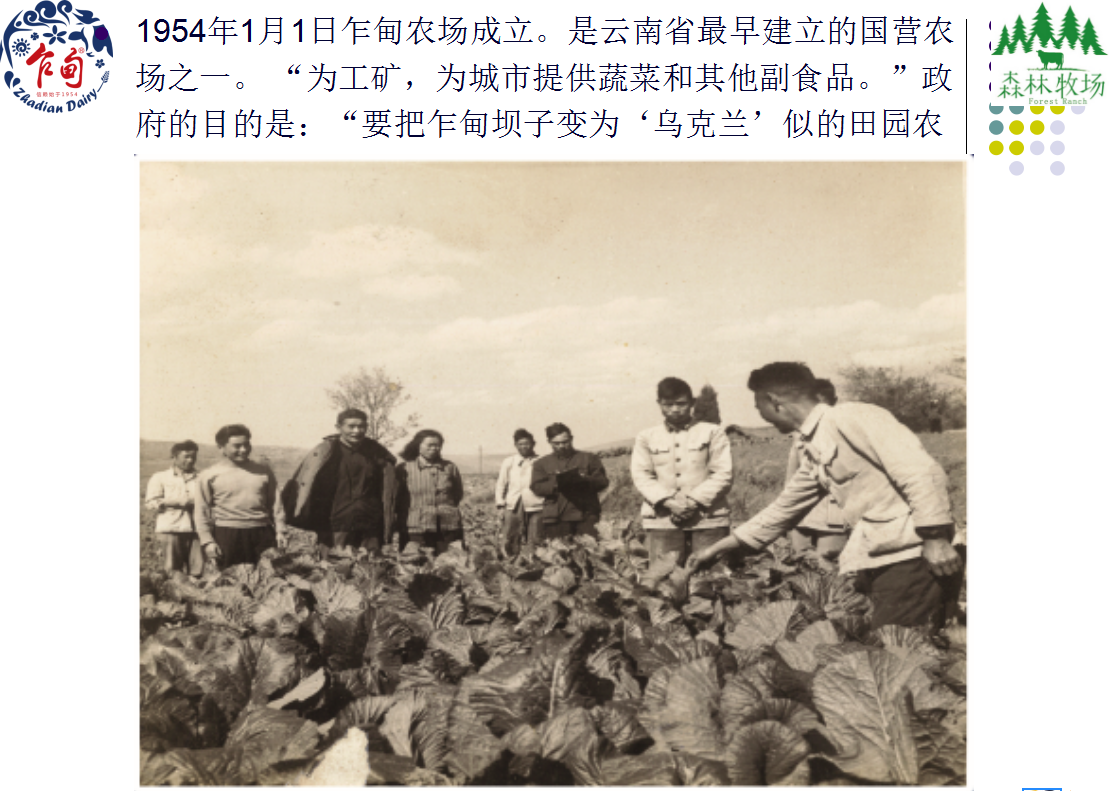 1954年1月1日乍甸农场成立。是云南省最早建立的国营农
场之一。“为工矿，为城市提供蔬菜和其他副食品。”政
府的目的是：“要把乍甸坝子变为‘乌克兰’似的田园农
乍甸
Zhadian Dairy
森林牧场
Forest Ranch